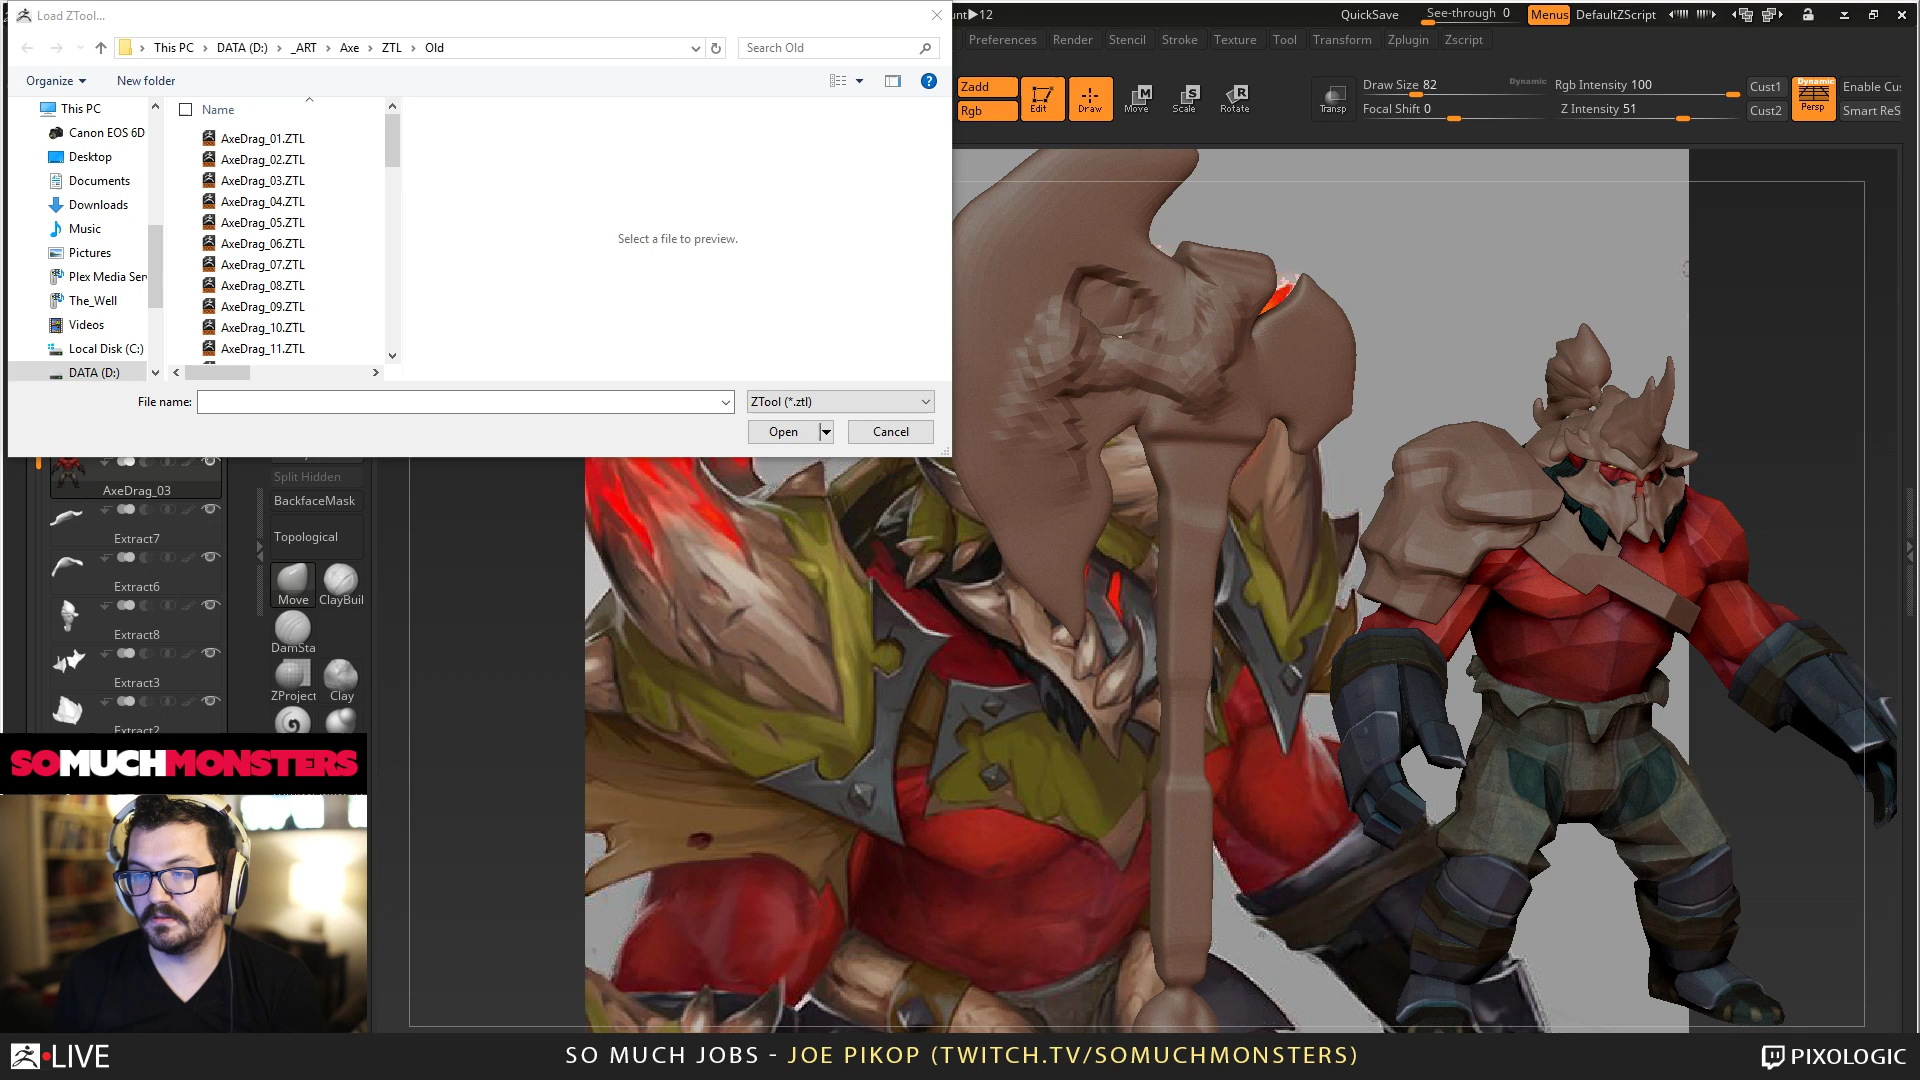 Load ZTool...
This PC
DATA (D:)
_ART
Axe
ZTL
Old
Search Old
Organize
New folder
This PC
Canon EOS 6D
Desktop
Documents
Downloads
Music
Pictures
Plex Media Ser
The_Well
Videos
Local Disk (C:)
DATA (D:)
Name
AxeDrag_01.ZTL
AxeDrag_02.ZTL
AxeDrag_03.ZTL
AxeDrag_04.ZTL
AxeDrag_05.ZTL
AxeDrag_06.ZTL
AxeDrag_07.ZTL
AxeDrag_08.ZTL
AxeDrag_09.ZTL
AxeDrag_10.ZTL
AxeDrag_11.ZTL
Select a file to preview.
File name:
ZTool (*.ztl)
Open
Cancel
unt▶12
QuickSave
See-through 0
Menus
DefaultZScript
Preferences
Render
Stencil
Stroke
Texture
Tool
Transform
Zplugin
Zscript
Zadd
Rgb
Edit
Draw
Move
Scale
Rotate
Transp
Draw Size 82
Dynamic
Focal Shift 0
Rgb Intensity 100
Z Intensity 51
Cust1
Cust2
Dynamic
Persp
Enable Cus
Smart ReS
AxeDrag_03
Extract7
Extract6
Extract8
Extract3
Extract2
Split Hidden
BackfaceMask
Topological
Move
ClayBuil
DamSta
ZProject
Clay
SOMUCHMONSTERS
LIVE
SO MUCH JOBS - JOE PIKOP (TWITCH.TV/SOMUCHMONSTERS)
PIXOLOGIC